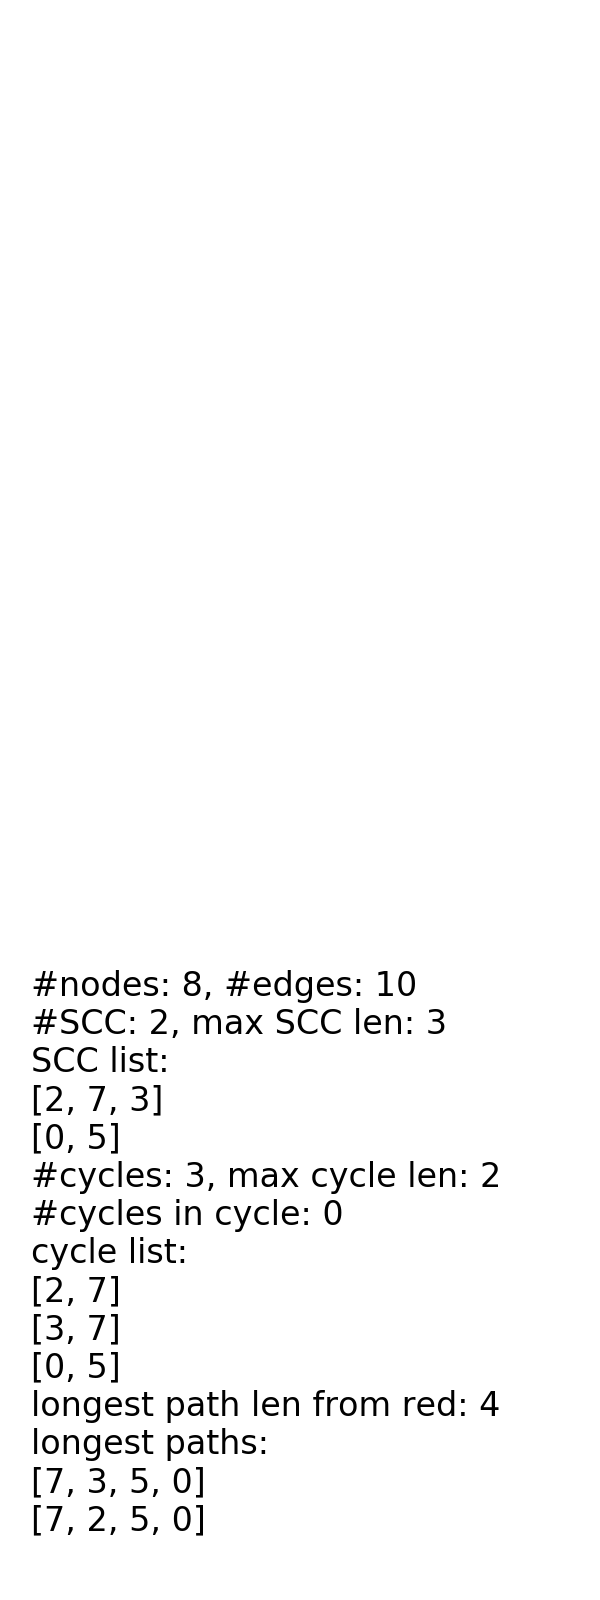 #nodes: 8, #edges: 10
#SCC: 2, max SCC len: 3
SCC list:
[2, 7, 3]
[0, 5]
#cycles: 3, max cycle len: 2
#cycles in cycle: 0
cycle list:
[2, 7]
[3, 7]
[0, 5]
longest path len from red: 4
longest paths:
[7, 3, 5, 0]
[7, 2, 5, 0]